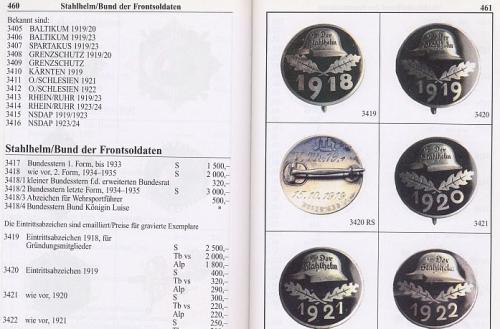 460 Stahlhelm/Bund der Frontsoldaten
Bekannt sind:
3405 BALTIKUM 1919/20
3406 BALTIKUM 1919/23
3407 SPARTAKUS 1919/23
3408 GRENZSCHUTZ 1919/20
3409 GRENZSCHUTZ
3410 KÄRNTEN 1919
3411 O./SCHLESIEN 1921
3412 O./SCHLESIEN 1922
3413 RHEIN/RUHR 1919/23
3414 RHEIN/RUHR 1923/24
3415 NSDAP 1919/1923
3416 NSDAP 1923/24
Stahlhelm/Bund der Frontsoldaten
3417 Bundesstern 1. Form, bis 1933 S 1 500,–
3418 wie vor, 2. Form, 1934–1935 S 1 000,–
3418/1 kleiner Bundesstern f.d. erweiterten Bundesrat 320,–
3418/2 Bundesstern letzte Form, 1934–1935 S 3 000,–
3418/3 Abzeichen für Wehrsportführer 500,–
3418/4 Bundesstern Bund Königin Luise
Die Eintrittsabzeichen sind emailliert/Preise für gravierte Exemplare
3419 Eintrittsabzeichen 1918, für
Gründungsmitglieder S 2 500,–
Tb vs 2 000,–
Alp 1 800,–
3420 Eintrittsabzeichen 1919 S 400,–
Tb vs 320,–
Alp 290,–
3421 wie vor, 1920 S 300,–
Tb vs 220,–
Alp 220,–
3422 wie vor, 1921 S 250,–
461
Der
Stahlhelm
1918
3419
Der
Stahlhelm
1919
3420
15.10.1919
3420 RS
Der
Stahlhelm
1920
3421
Der
Stahlhelm
1921
Der
Stahlhelm
1922